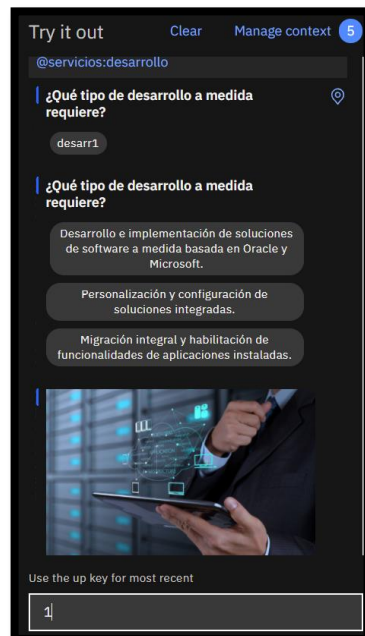 Try it out Clear Manage context 5
@servicios:desarrollo
¿Qué tipo de desarrollo a medida
requiere?
desarr1
¿Qué tipo de desarrollo a medida
requiere?
Desarrollo e implementación de soluciones
de software a medida basada en Oracle y
Microsoft.
Personalización y configuración de
soluciones integradas.
Migración integral y habilitación de
funcionalidades de aplicaciones instaladas.
Use the up key for most recent
1